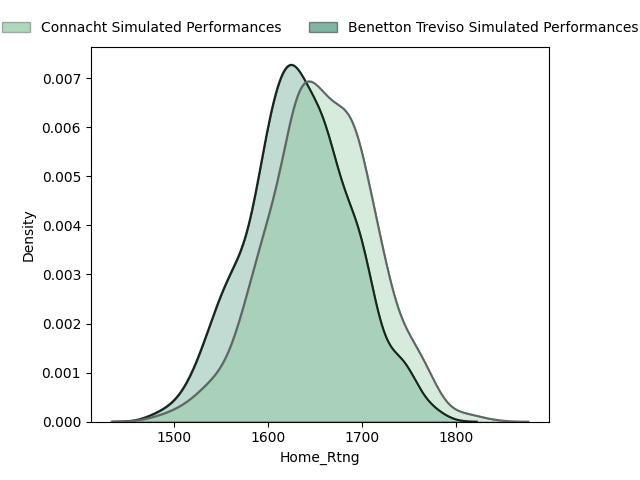 Connacht Simulated Performances Benetton Treviso Simulated Performances
0.007
0.006
0.005
0.004
0.003
0.002
0.001
0.000
Density
1500 1600 1700 1800
Home_Rtng